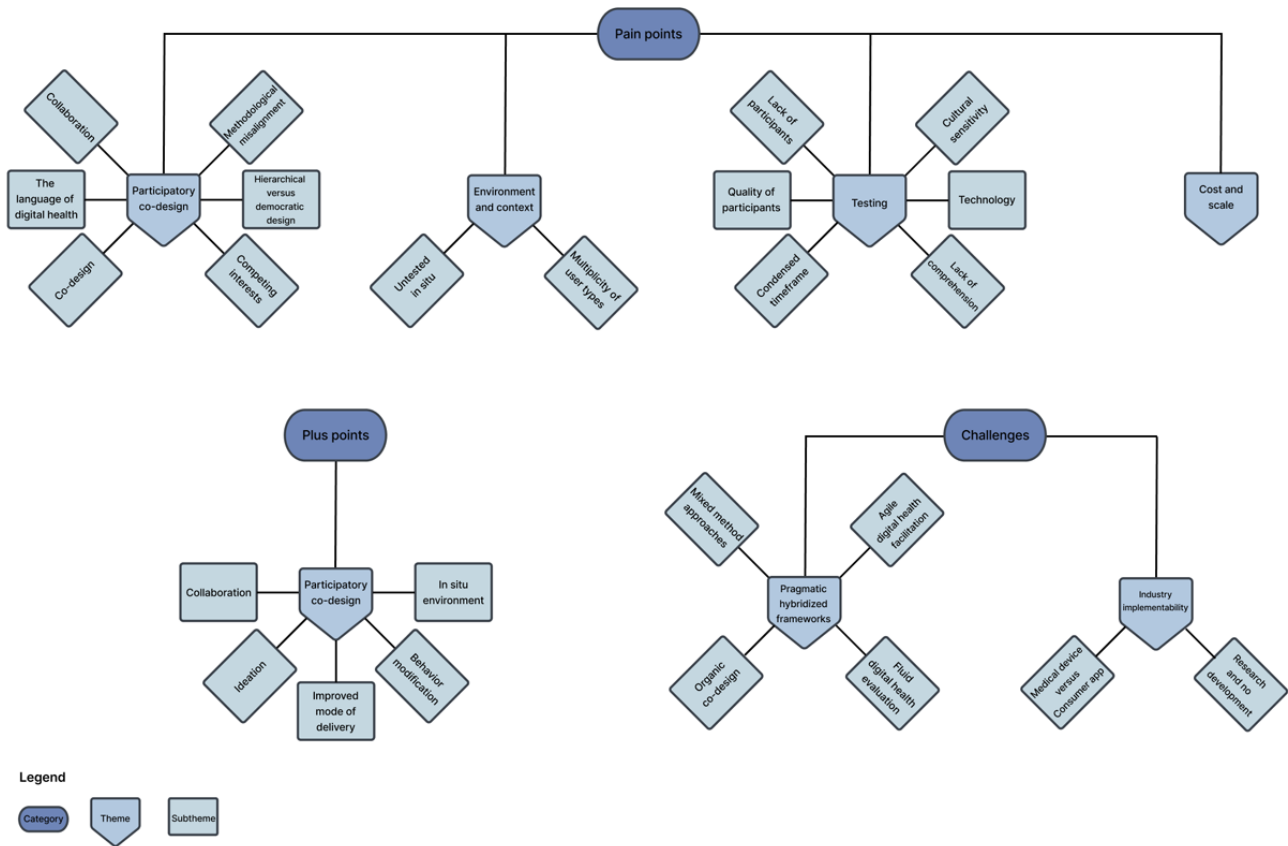 Pain points
Collaboration
Methodological
misalignment
The
language of
digital health
Participatory
co-design
Hierarchical
versus
democratic
design
Co-design
Competing
interests
Environment
and context
Untested
in situ
Multiplicity of
user types
Lack of
participants
Cultural
sensitivity
Quality of
participants
Testing
Technology
Condensed
timeframe
Lack of
comprehension
Cost and
scale
Plus points
Collaboration
Participatory
co-design
In situ
environment
Ideation
Improved
mode of
delivery
Behavior
modification
Challenges
Mixed method
approaches
Agile
digital health
facilitation
Pragmatic
hybridized
frameworks
Organic
co-design
Fluid
digital health
evaluation
Industry
implementability
Medical device
versus
Consumer app
Research
and no
development
Legend
Category
Theme
Subtheme